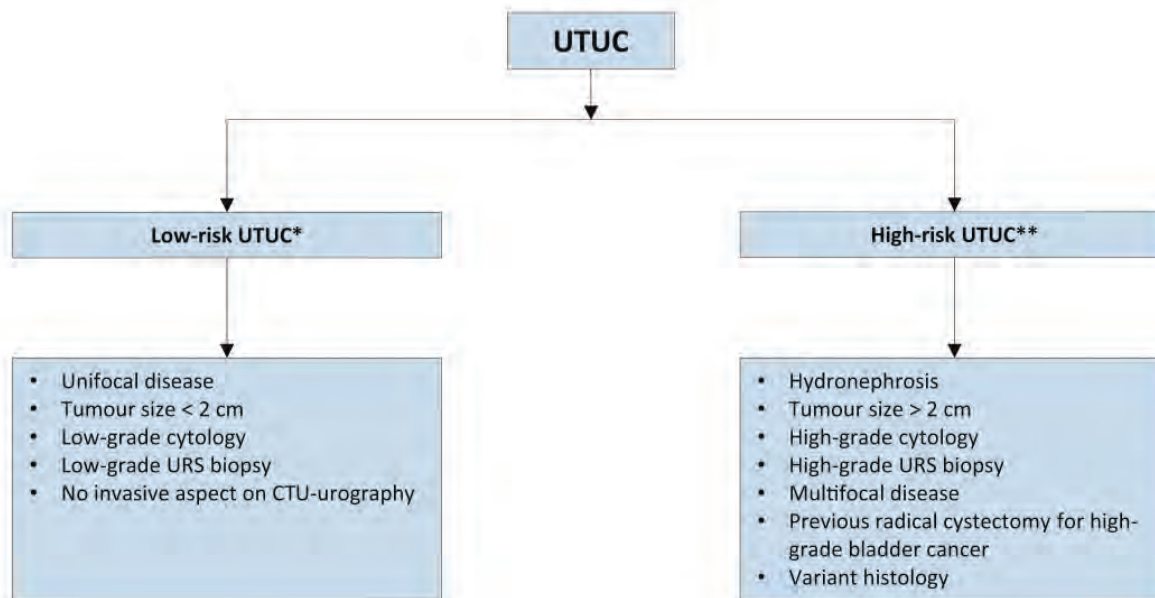 UTUC
Low-risk UTUC*
High-risk UTUC**
• Unifocal disease
• Tumour size < 2 cm
• Low-grade cytology
• Low-grade URS biopsy
• No invasive aspect on CTU-urography
• Hydronephrosis
• Tumour size > 2 cm
• High-grade cytology
• High-grade URS biopsy
• Multifocal disease
• Previous radical cystectomy for high-
grade bladder cancer
• Variant histology